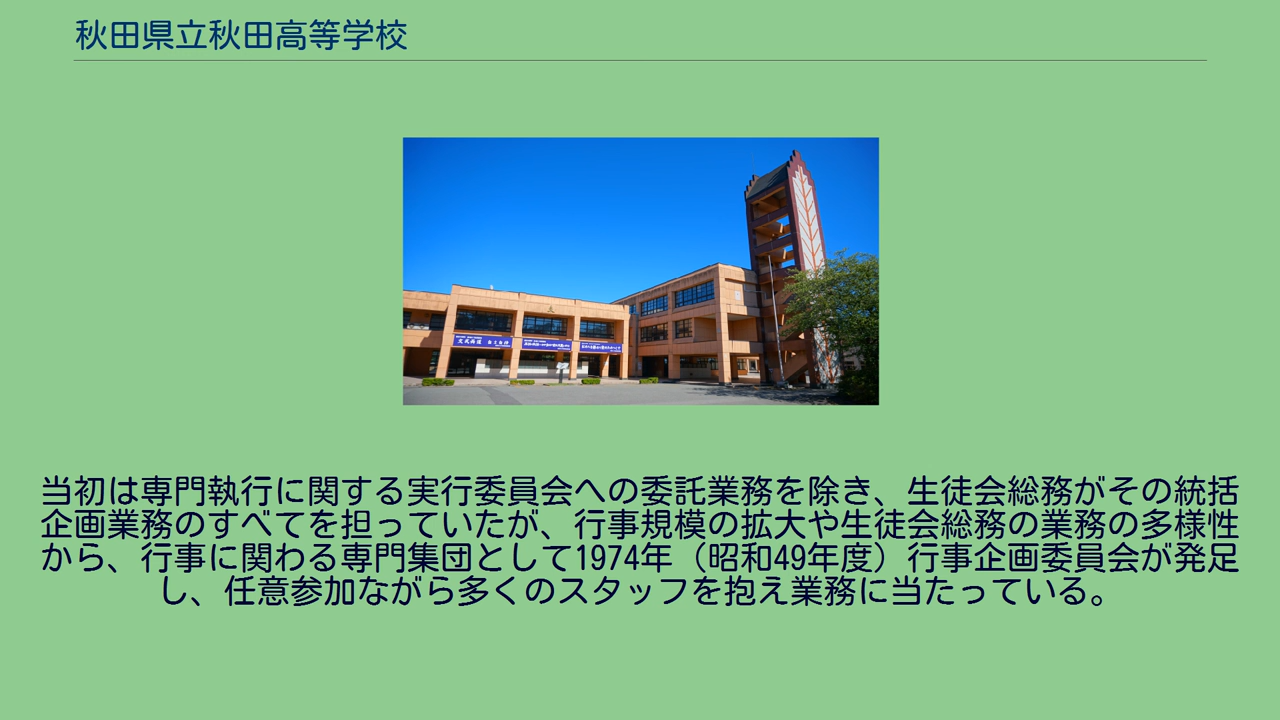 秋田県立秋田高等学校
当初は専門執行に関する実行委員会への委託業務を除き、生徒会総務がその統括
企画業務のすべてを担っていたが、行事規模の拡大や生徒会総務の業務の多様性
から、行事に関わる専門集団として1974年（昭和49年度）行事企画委員会が発足
し、任意参加ながら多くのスタッフを抱え業務に当たっている。